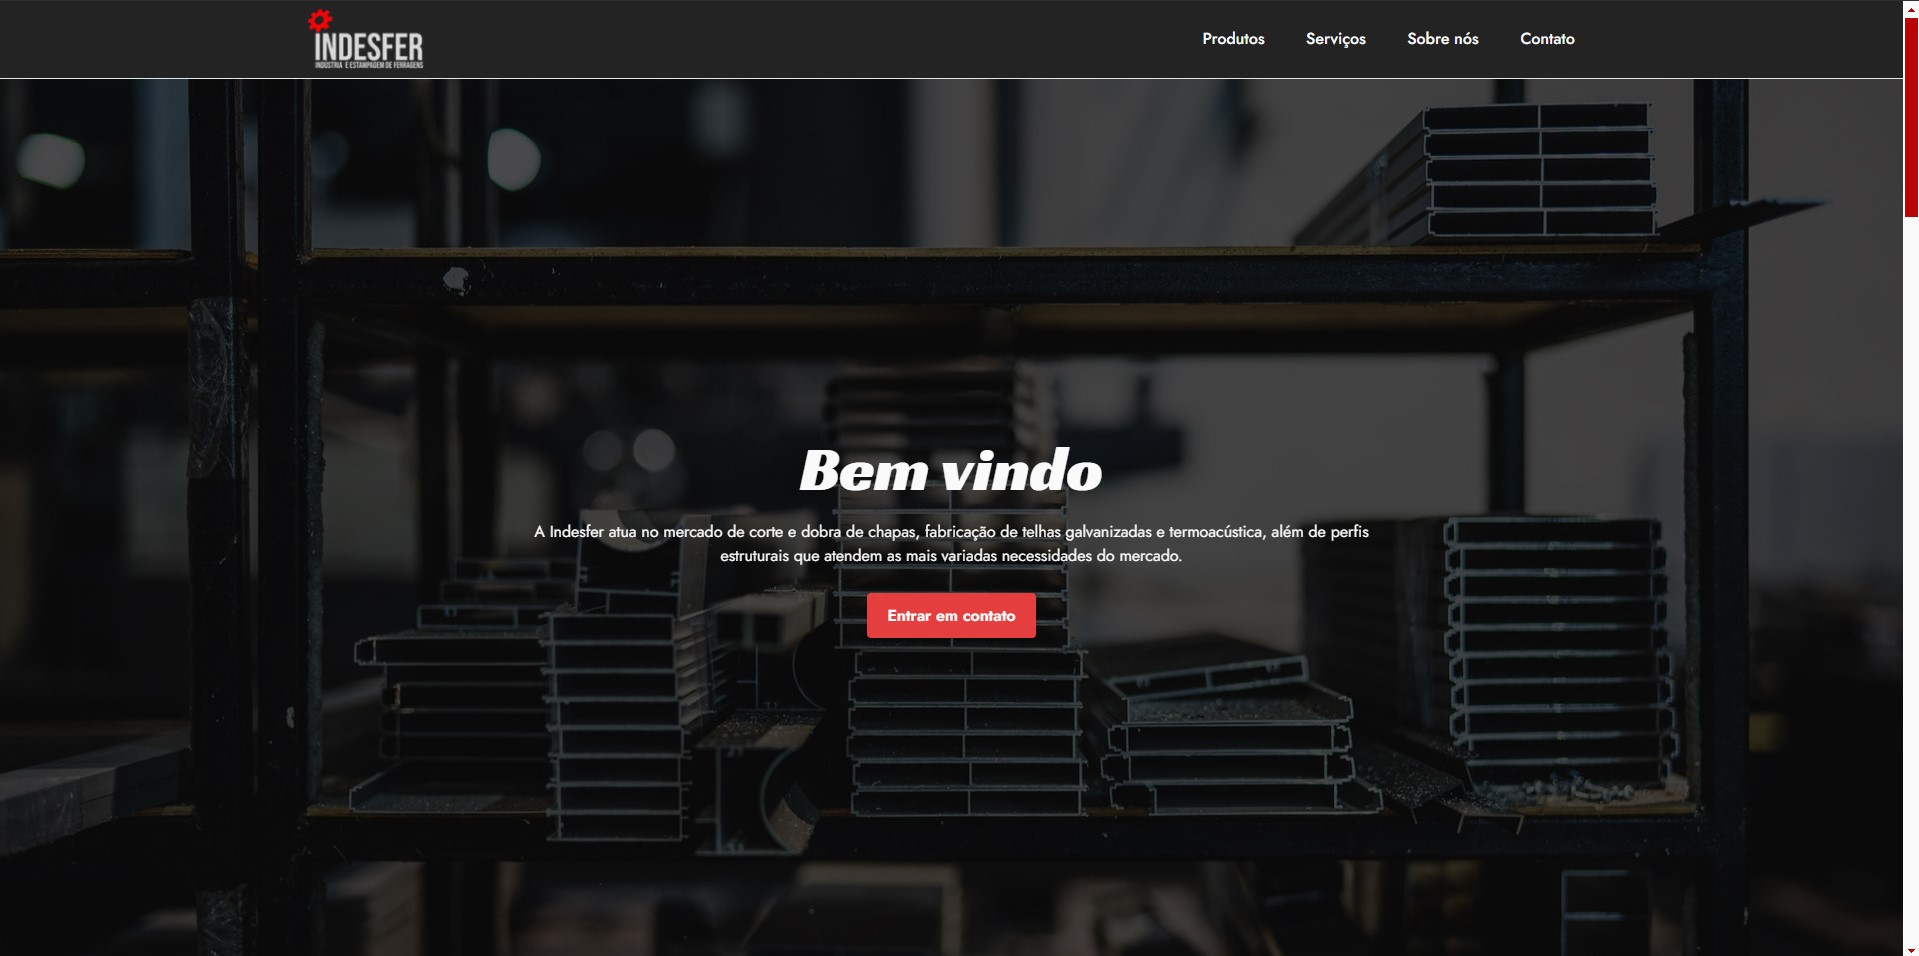 INDESFER
INDÚSTRIA E ESTAMPAGEM DE FERRAGENS
Produtos
Serviços
Sobre nós
Contato
Bem vindo
A Indesfer atua no mercado de corte e dobra de chapas, fabricação de telhas galvanizadas e termoacústica, além de perfis
estruturais que atendem as mais variadas necessidades do mercado.
Entrar em contato